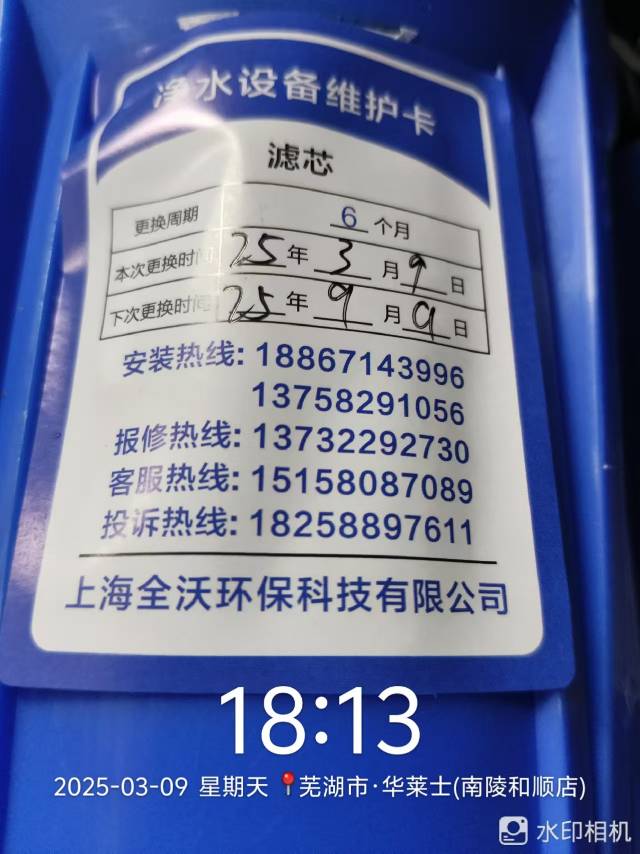 净水设备维护卡
滤芯
更换周期 6 个月
本次更换时间 25 年 3 月 9 日
下次更换时间 25 年 9 月 9 日
安装热线: 18867143996
13758291056
报修热线: 13732292730
客服热线: 15158087089
投诉热线: 18258897611
上海全沃环保科技有限公司
18:13
2025-03-09 星期天 芜湖市·华莱士(南陵和顺店)
水印相机